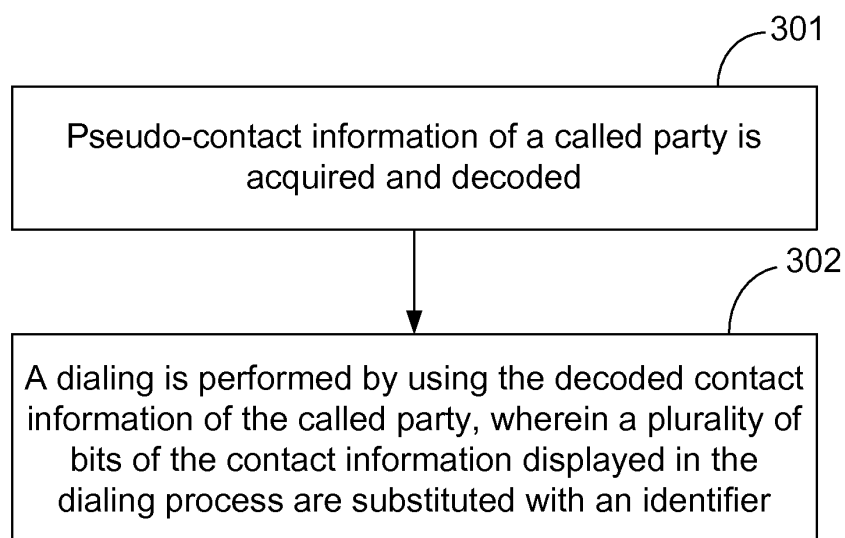 301
Pseudo-contact information of a called party is
acquired and decoded
302
A dialing is performed by using the decoded contact
information of the called party, wherein a plurality of
bits of the contact information displayed in the
dialing process are substituted with an identifier